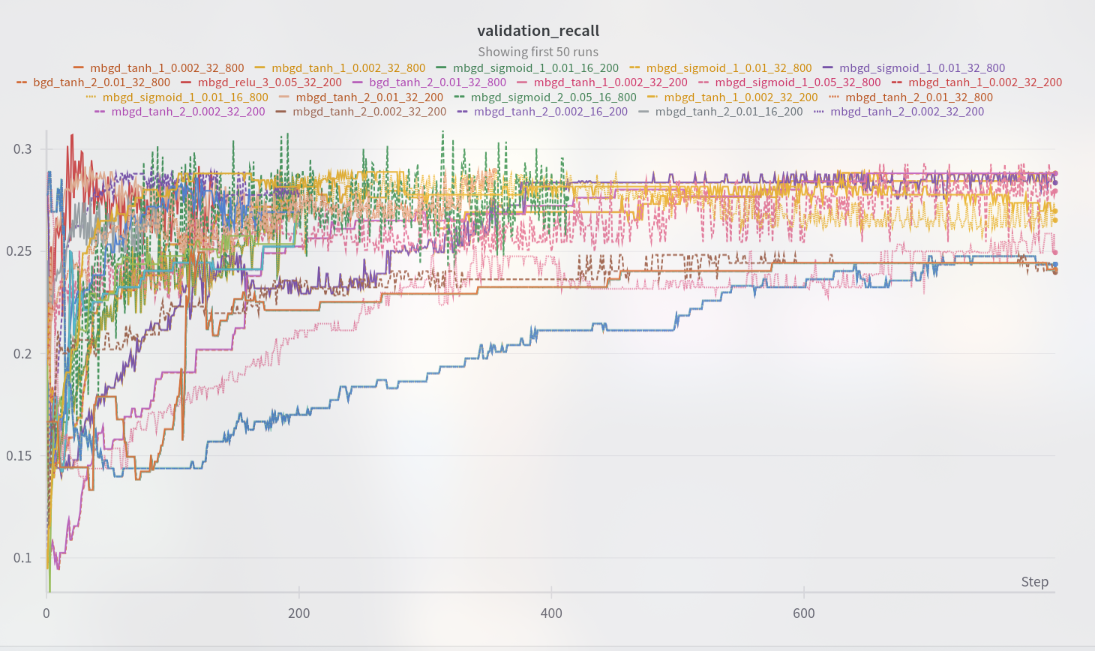 validation_recall
Showing first 50 runs
mbgd_tanh_1_0.002_32_800 mbgd_tanh_1_0.002_32_800 mbgd_sigmoid_1_0.01_16_200 mbgd_sigmoid_1_0.01_32_800 mbgd_sigmoid_1_0.01_32_800
bgd_tanh_2_0.01_32_800 mbgd_relu_3_0.05_32_200 bgd_tanh_2_0.01_32_800 mbgd_tanh_1_0.002_32_200 mbgd_sigmoid_1_0.05_32_800 mbgd_tanh_1_0.01_32_200
mbgd_sigmoid_1_0.01_16_800 mbgd_tanh_2_0.01_32_200 mbgd_sigmoid_2_0.05_16_800 mbgd_tanh_1_0.002_32_200 mbgd_tanh_2_0.01_32_800
mbgd_tanh_2_0.002_32_200 mbgd_tanh_2_0.002_32_200 mbgd_tanh_2_0.002_16_200 mbgd_tanh_2_0.01_16_200 mbgd_tanh_2_0.002_32_200
0.3
0.25
0.2
0.15
0.1
Step
0 200 400 600